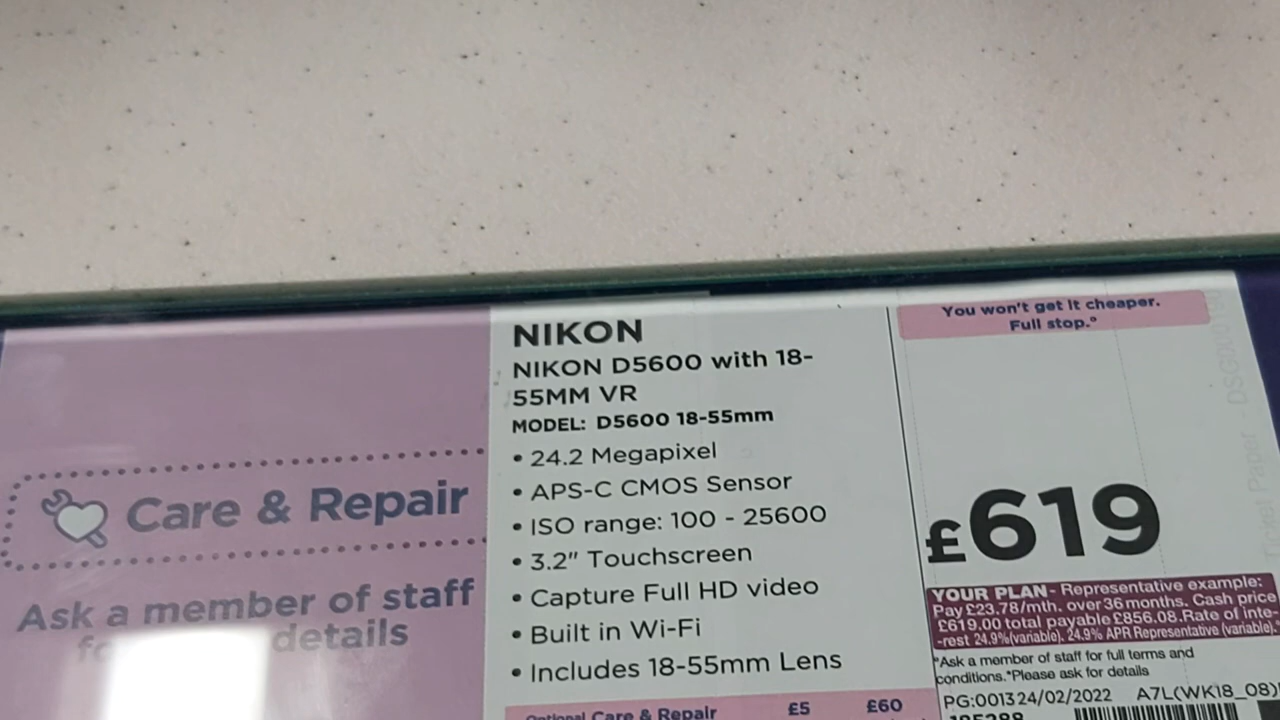 Care & Repair
Ask a member of staff
details
NIKON
NIKON D5600 with 18-
55MM VR
MODEL: D5600 18-55mm
• 24.2 Megapixel
• APS-C CMOS Sensor
• ISO range: 100 - 25600
• 3.2" Touchscreen
• Capture Full HD video
• Built in Wi-Fi
• Includes 18-55mm Lens
Optional Care & Repair £5 £60
You won't get it cheaper.
Full stop.°
£619
YOUR PLAN - Representative example:
Pay £23.78/mth. over 36 months. Cash price
£619.00 total payable £856.08.Rate of inte-
-rest 24.9%(variable). 24.9% APR Representative (variable).*
*Ask a member of staff for full terms and
conditions.*Please ask for details
PG:001324/02/2022 A7L(WK18_08)
Ticket Paper - DSG